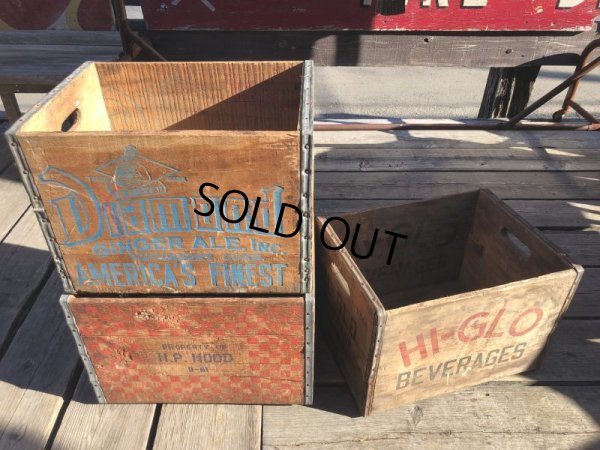 Diamond
GINGER ALE, INC.
AMERICA'S FINEST
SOLD OUT
PROPERTY OF
H.P. HOOD
HI-GLO
BEVERAGES